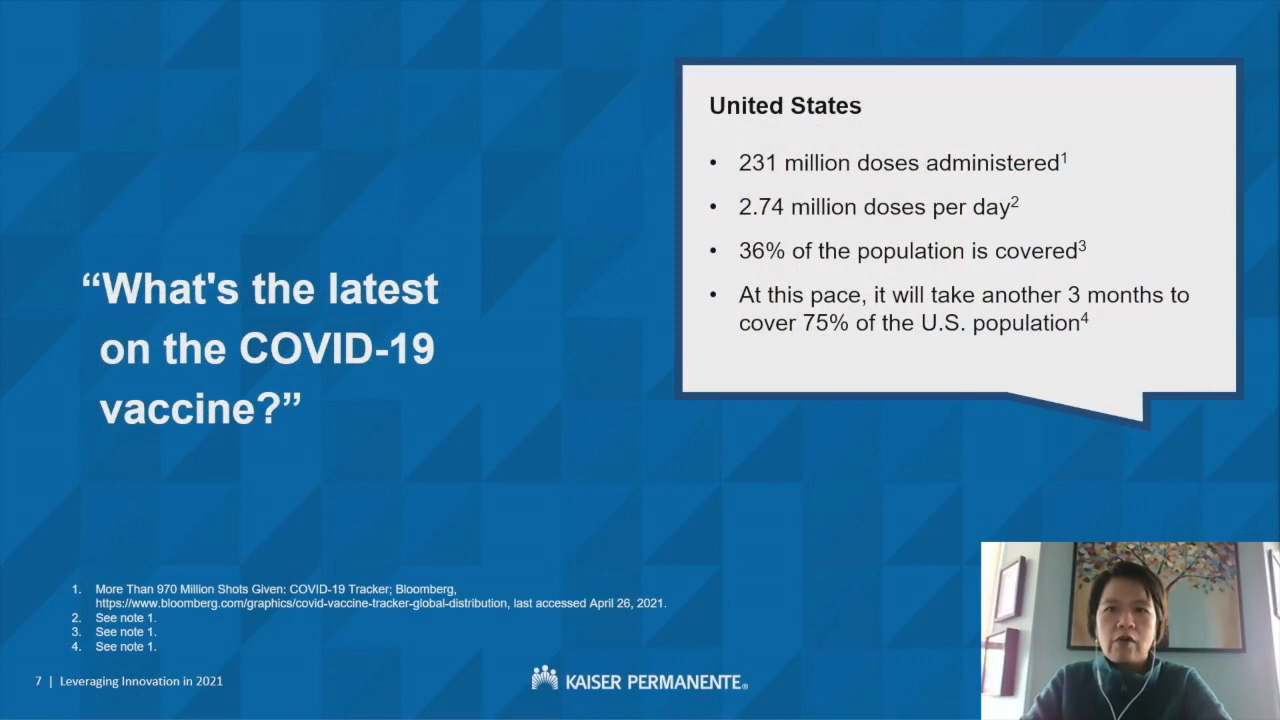 “What's the latest
on the COVID-19
vaccine?”
United States
• 231 million doses administered¹
• 2.74 million doses per day²
• 36% of the population is covered³
• At this pace, it will take another 3 months to
cover 75% of the U.S. population⁴
1. More Than 970 Million Shots Given: COVID-19 Tracker; Bloomberg,
https://www.bloomberg.com/graphics/covid-vaccine-tracker-global-distribution, last accessed April 26, 2021.
2. See note 1.
3. See note 1.
4. See note 1.
7 | Leveraging Innovation in 2021
KAISER PERMANENTE®